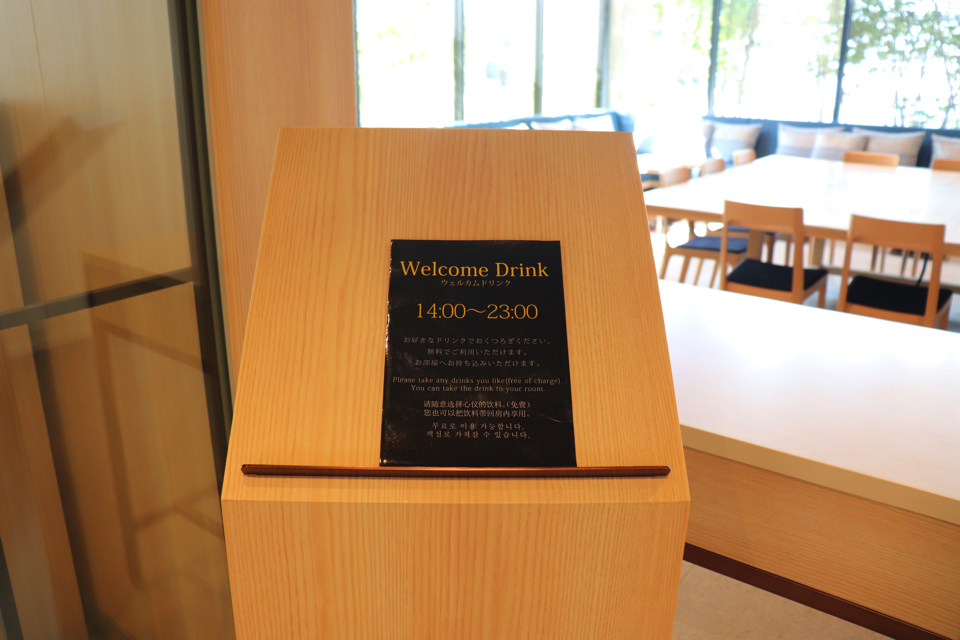 Welcome Drink
ウェルカムドリンク
14:00～23:00
お好きなドリンクでおくつろぎください。
無料でご利用いただけます。
お部屋へお持ち込みいただけます。
Please take any drinks you like(free of charge).
You can take the drink to your room.
请随意选择心仪的饮料。（免费）
您也可以把饮料带回房内享用。
무료로 이용 가능합니다.
객실로 가져갈 수 있습니다.